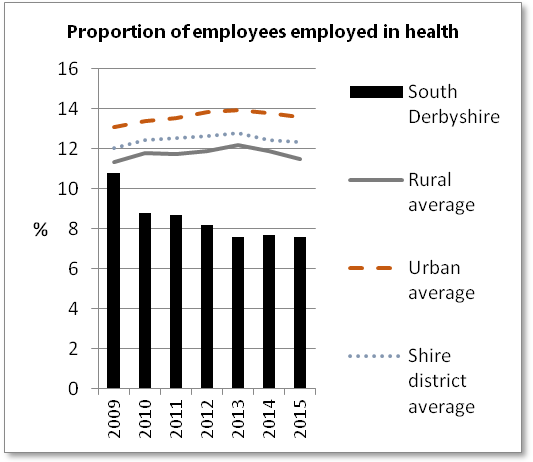 Proportion of employees employed in health
16
14
12
10
8
6
4
2
0
%
2009
2010
2011
2012
2013
2014
2015
South
Derbyshire
Rural
average
Urban
average
Shire
district
average